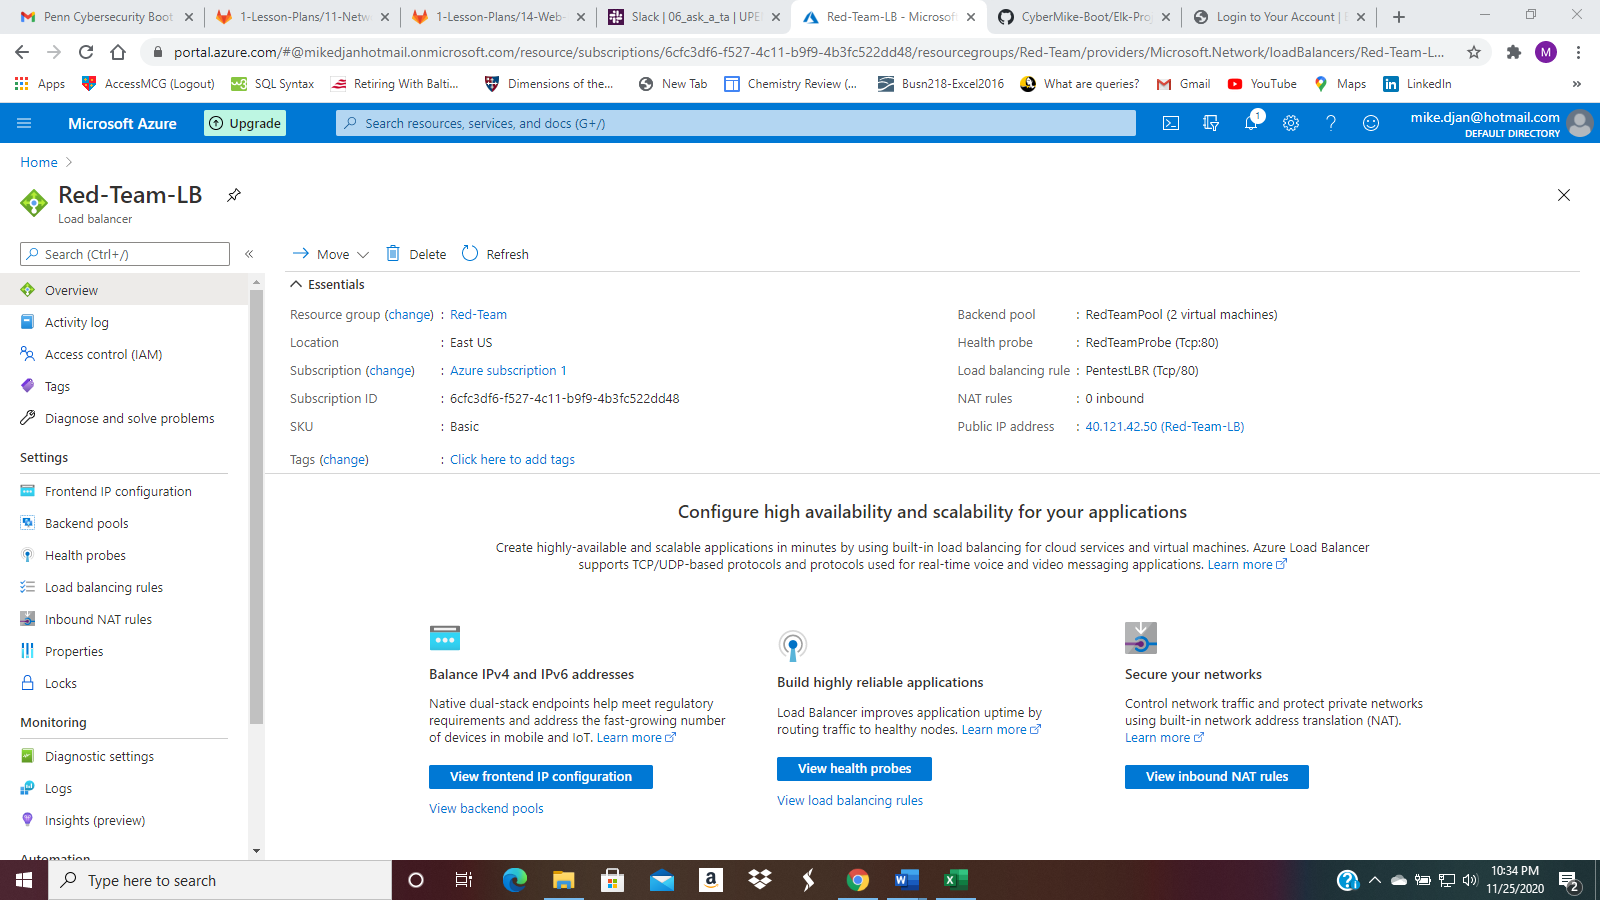 Penn Cybersecurity Boot
1-Lesson-Plans/11-Netw
1-Lesson-Plans/14-Web-
Slack | 06_ask_a_ta | UPE
Red-Team-LB - Microsof
CyberMike-Boot/Elk-Pro
Login to Your Account |
portal.azure.com/#@mikedjanhotmail.onmicrosoft.com/resource/subscriptions/6cfc3df6-f527-4c11-b9f9-4b3fc522dd48/resourcegroups/Red-Team/providers/Microsoft.Network/loadBalancers/Red-Team-L...
M
Apps
AccessMCG (Logout)
SQL Syntax
Retiring With Balti...
Dimensions of the...
New Tab
Chemistry Review (...
Busn218-Excel2016
What are queries?
Gmail
YouTube
Maps
LinkedIn
Microsoft Azure
Upgrade
Search resources, services, and docs (G+/)
1
mike.djan@hotmail.com
DEFAULT DIRECTORY
Home
Red-Team-LB
Load balancer
Search (Ctrl+/)
Move
Delete
Refresh
Overview
Activity log
Access control (IAM)
Tags
Diagnose and solve problems
Settings
Frontend IP configuration
Backend pools
Health probes
Load balancing rules
Inbound NAT rules
Properties
Locks
Monitoring
Diagnostic settings
Logs
Insights (preview)
Automation
Essentials
Resource group (change) : Red-Team
Location : East US
Subscription (change) : Azure subscription 1
Subscription ID : 6cfc3df6-f527-4c11-b9f9-4b3fc522dd48
SKU : Basic
Tags (change) : Click here to add tags
Backend pool : RedTeamPool (2 virtual machines)
Health probe : RedTeamProbe (Tcp:80)
Load balancing rule : PentestLBR (Tcp/80)
NAT rules : 0 inbound
Public IP address : 40.121.42.50 (Red-Team-LB)
Configure high availability and scalability for your applications
Create highly-available and scalable applications in minutes by using built-in load balancing for cloud services and virtual machines. Azure Load Balancer
supports TCP/UDP-based protocols and protocols used for real-time voice and video messaging applications. Learn more
Balance IPv4 and IPv6 addresses
Native dual-stack endpoints help meet regulatory
requirements and address the fast-growing number
of devices in mobile and IoT. Learn more
View frontend IP configuration
View backend pools
Build highly reliable applications
Load Balancer improves application uptime by
routing traffic to healthy nodes. Learn more
View health probes
View load balancing rules
Secure your networks
Control network traffic and protect private networks
using built-in network address translation (NAT).
Learn more
View inbound NAT rules
Type here to search
10:34 PM
11/25/2020
2